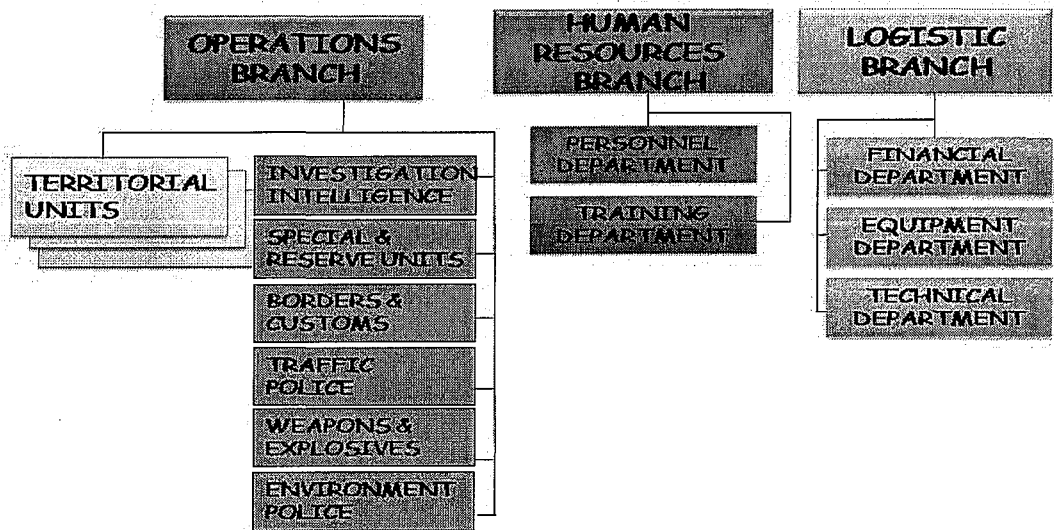 OPERATIONS
BRANCH
TERRITORIAL
UNITS
INVESTIGATION
INTELLIGENCE
SPECIAL &
RESERVE UNITS
BORDERS &
CUSTOMS
TRAFFIC
POLICE
WEAPONS &
EXPLOSIVES
ENVIRONMENT
POLICE
HUMAN
RESOURCES
BRANCH
PERSONNEL
DEPARTMENT
TRAINING
DEPARTMENT
LOGISTIC
BRANCH
FINANCIAL
DEPARTMENT
EQUIPMENT
DEPARTMENT
TECHNICAL
DEPARTMENT